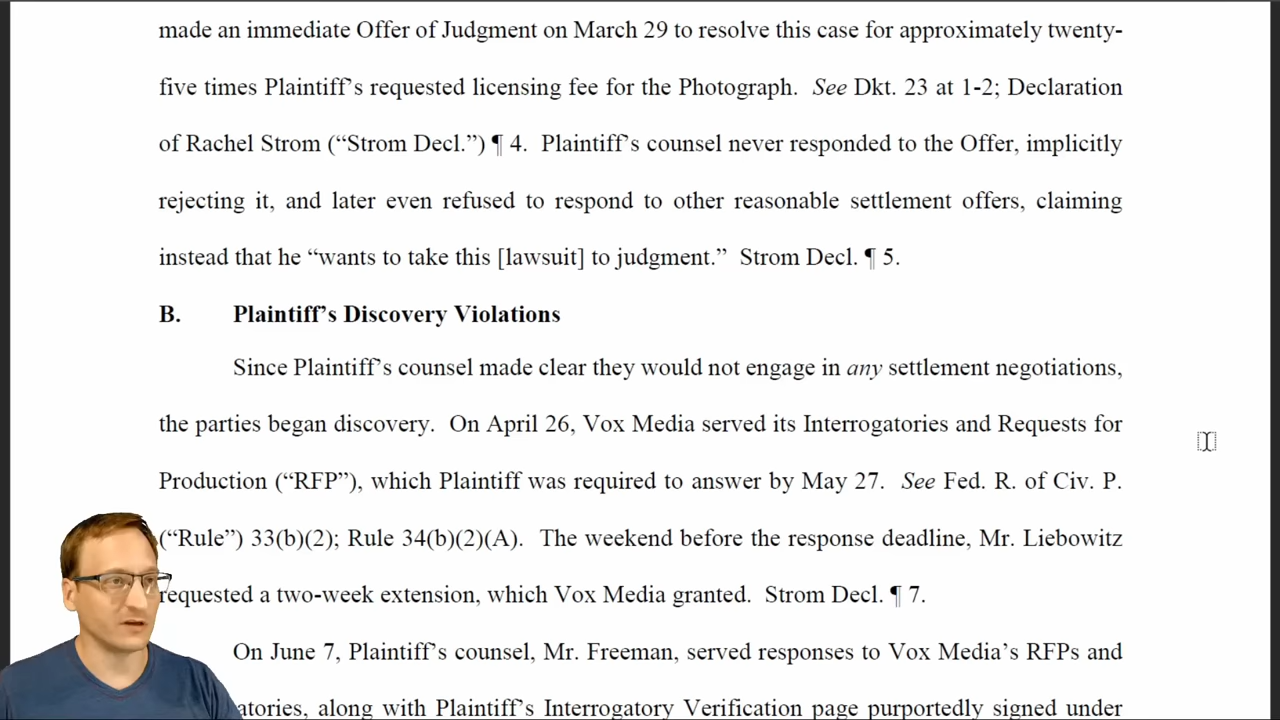 made an immediate Offer of Judgment on March 29 to resolve this case for approximately twenty-
five times Plaintiff's requested licensing fee for the Photograph. See Dkt. 23 at 1-2; Declaration
of Rachel Strom (“Strom Decl.”) ¶ 4. Plaintiff's counsel never responded to the Offer, implicitly
rejecting it, and later even refused to respond to other reasonable settlement offers, claiming
instead that he “wants to take this [lawsuit] to judgment.” Strom Decl. ¶ 5.
B. Plaintiff's Discovery Violations
Since Plaintiff's counsel made clear they would not engage in any settlement negotiations,
the parties began discovery. On April 26, Vox Media served its Interrogatories and Requests for
Production (“RFP”), which Plaintiff was required to answer by May 27. See Fed. R. of Civ. P.
(“Rule”) 33(b)(2); Rule 34(b)(2)(A). The weekend before the response deadline, Mr. Liebowitz
requested a two-week extension, which Vox Media granted. Strom Decl. ¶ 7.
On June 7, Plaintiff's counsel, Mr. Freeman, served responses to Vox Media's RFPs and
atories, along with Plaintiff's Interrogatory Verification page purportedly signed under